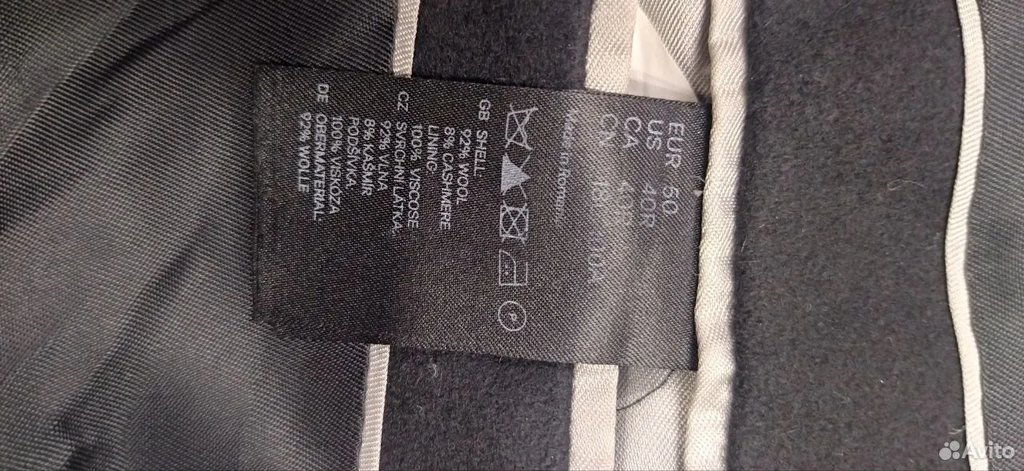 EUR 50
US 40R
CA 40R
CN
Made in
GB SHELL
92% WOOL
8% CASHMERE
LINING
100% VISCOSE
CZ SVRCHNÍ LÁTKA
92% VLNA
8% KAŠMÍR
PODŠÍVKA
100% VISKÓZA
DE OBERMATERIAL
92% WOLLE
Avito